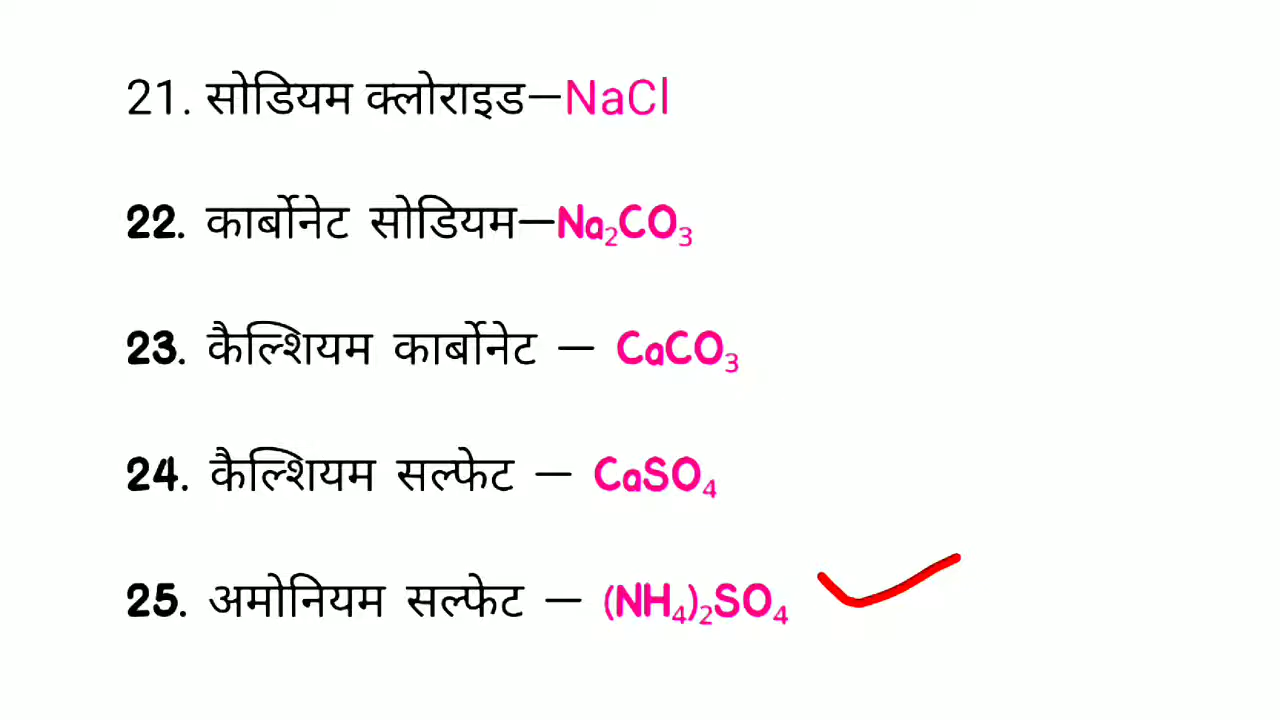 21. सोडियम क्लोराइड–NaCl
22. कार्बोनेट सोडियम–Na₂CO₃
23. कैल्शियम कार्बोनेट – CaCO₃
24. कैल्शियम सल्फेट – CaSO₄
25. अमोनियम सल्फेट – (NH₄)₂SO₄